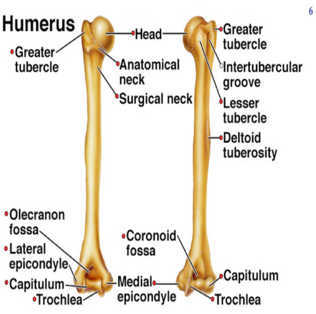 Humerus
6
Greater
tubercle
Head
Anatomical
neck
Surgical neck
Greater
tubercle
Intertubercular
groove
Lesser
tubercle
Deltoid
tuberosity
Olecranon
fossa
Lateral
epicondyle
Capitulum
Trochlea
Coronoid
fossa
Medial
epicondyle
Capitulum
Trochlea